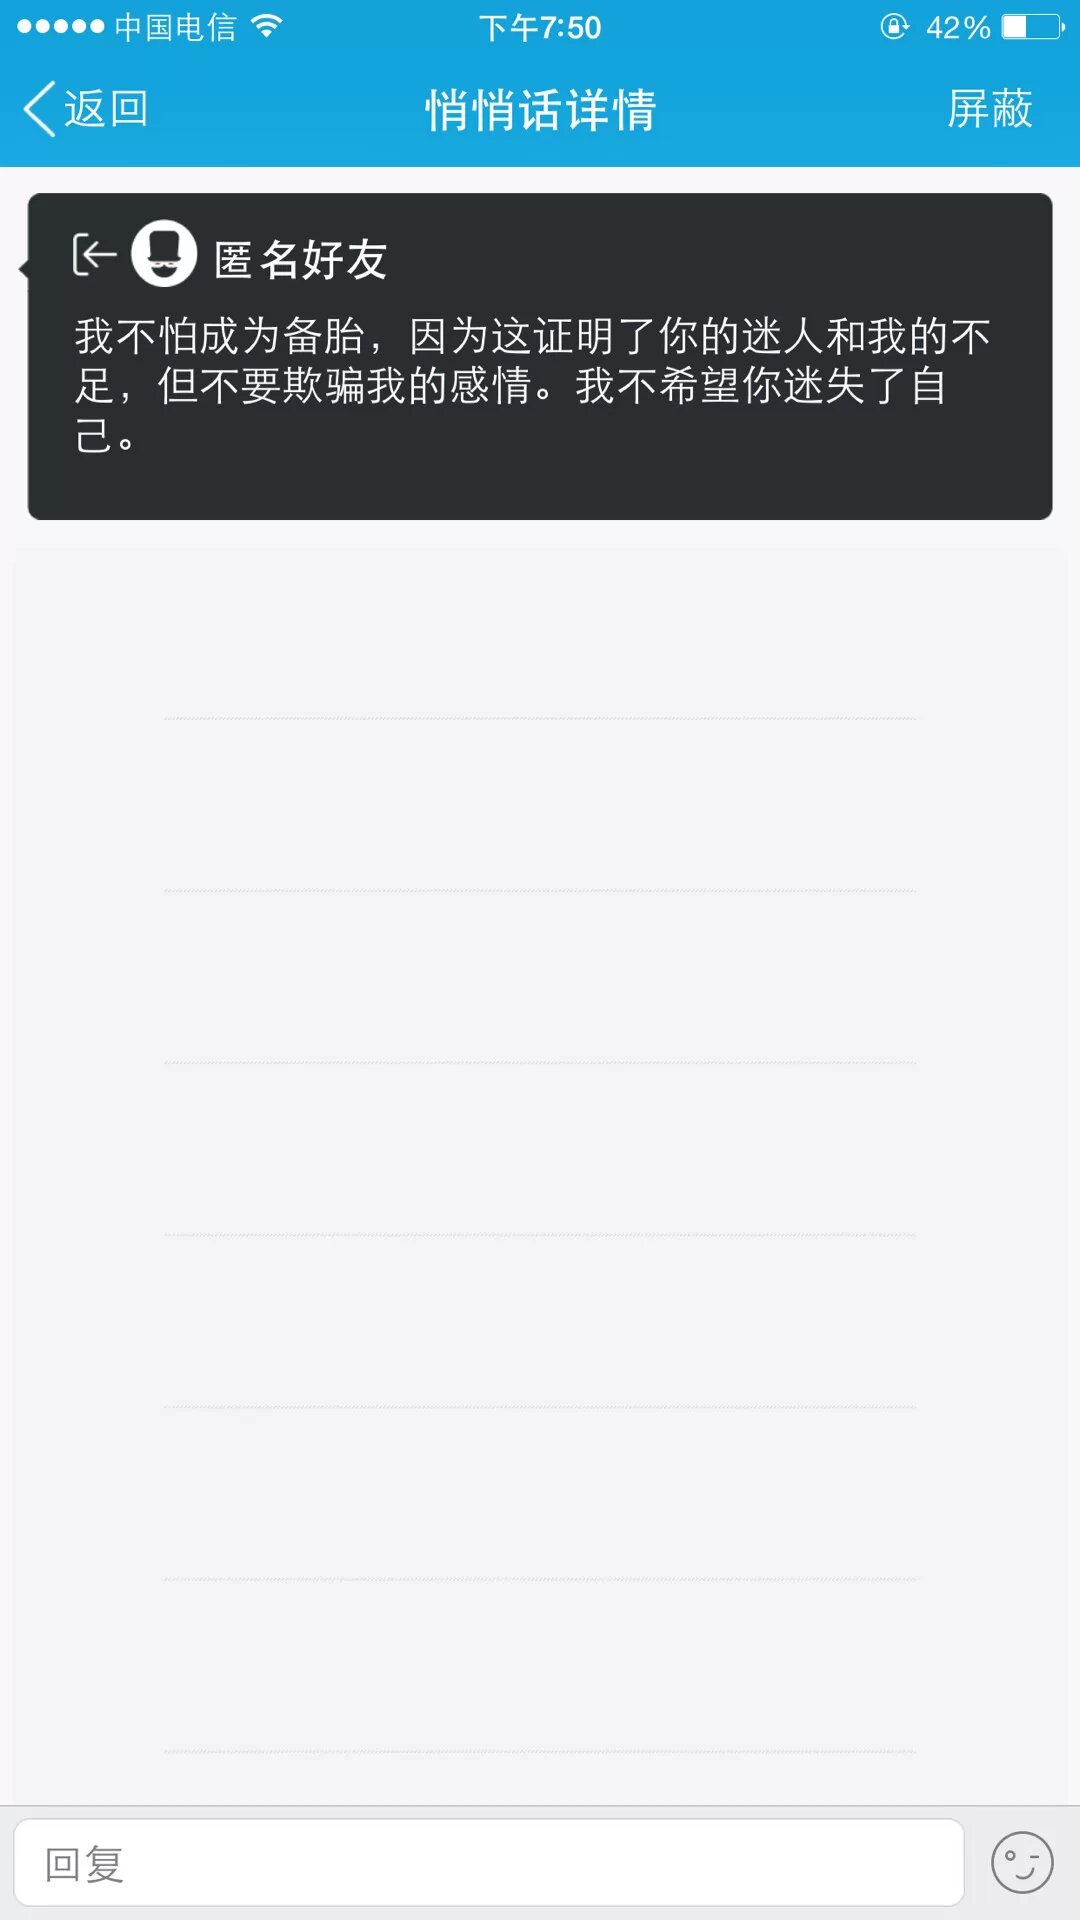 中国电信 下午7:50 42%
返回 悄悄话详情 屏蔽
匿名好友
我不怕成为备胎，因为这证明了你的迷人和我的不
足，但不要欺骗我的感情。我不希望你迷失了自
己。
回复